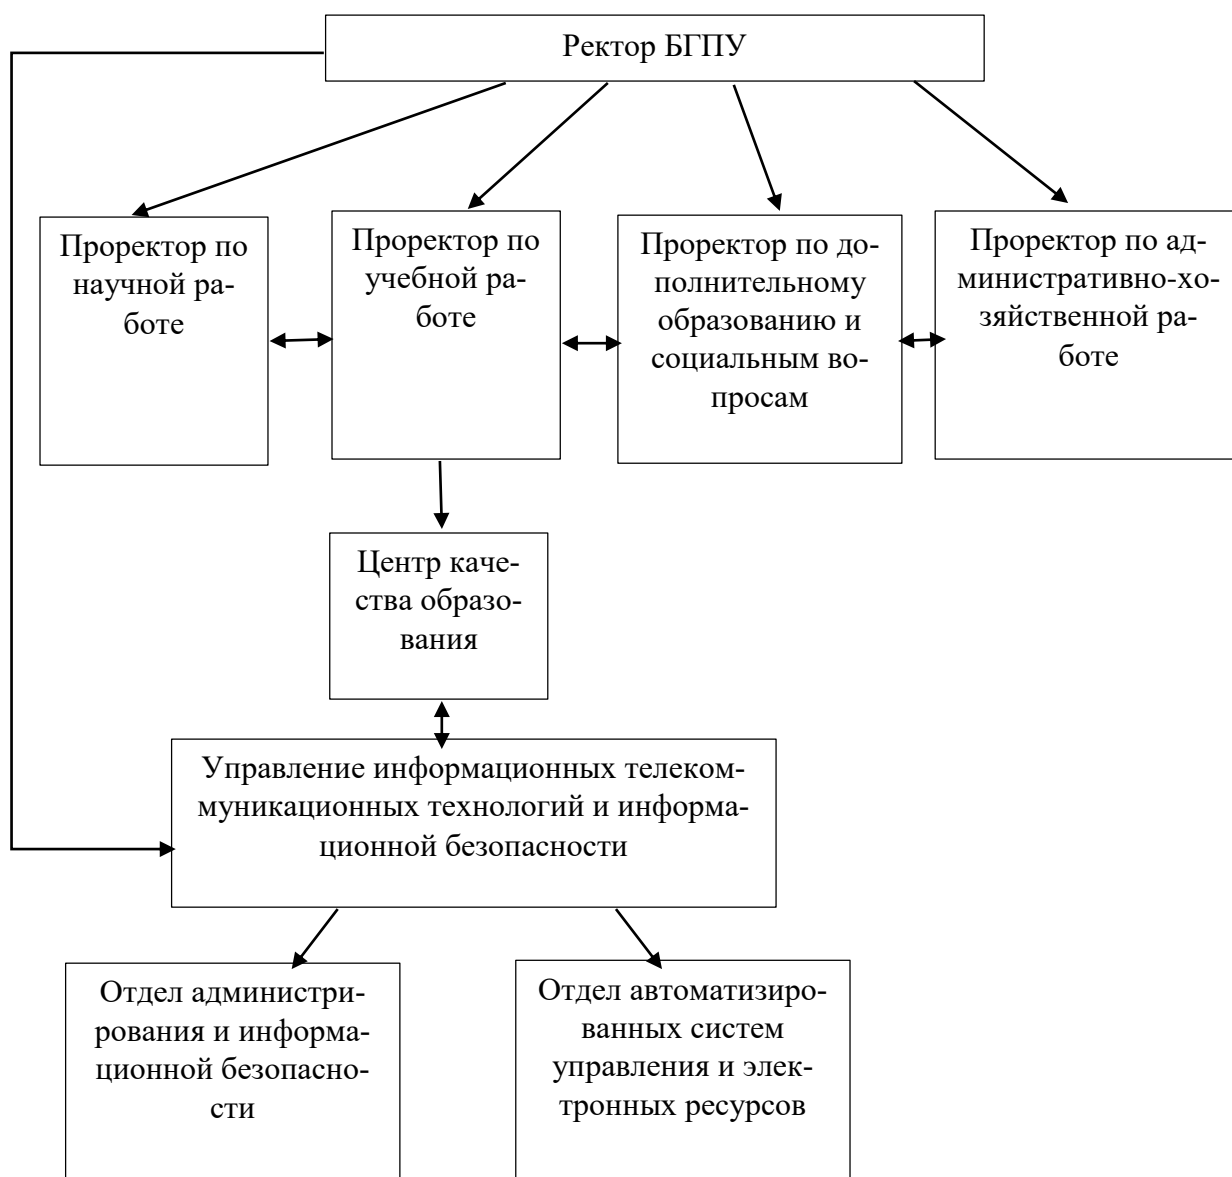 Ректор БГПУ
Проректор по
научной ра-
боте
Проректор по
учебной ра-
боте
Проректор по до-
полнительному
образованию и
социальным во-
просам
Проректор по ад-
министративно-хо-
зяйственной ра-
боте
Центр каче-
ства образо-
вания
Управление информационных телеком-
муникационных технологий и информа-
ционной безопасности
Отдел администри-
рования и информа-
ционной безопасно-
сти
Отдел автоматизиро-
ванных систем
управления и элек-
тронных ресурсов